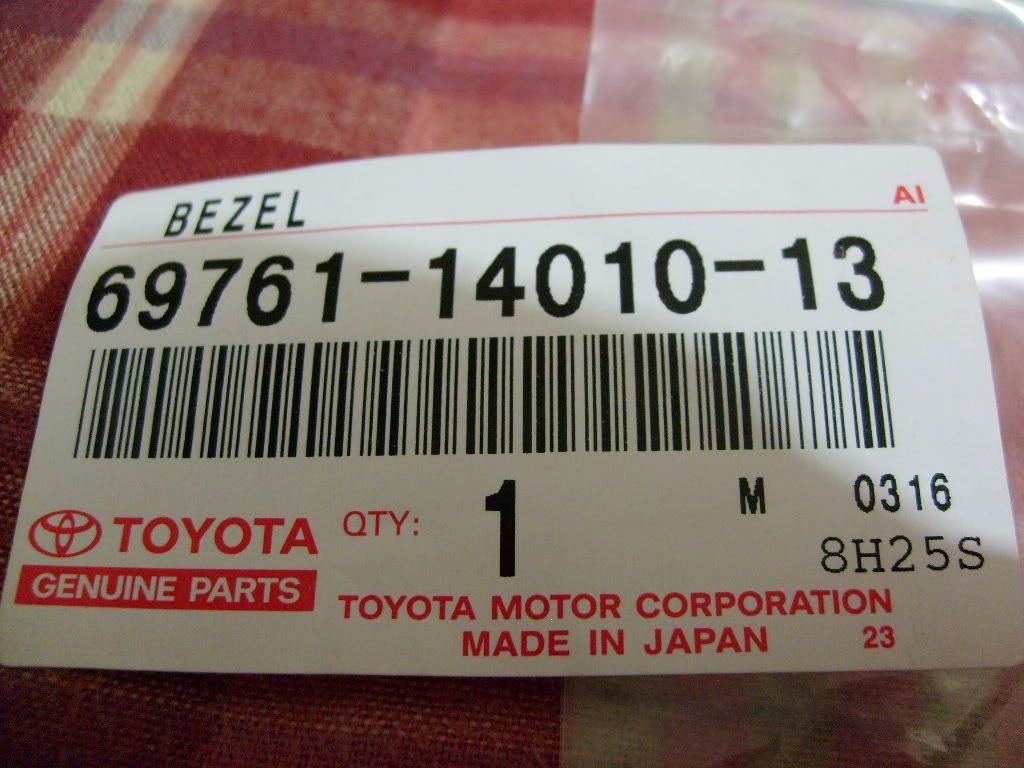 BEZEL
AI
69761-14010-13
TOYOTA QTY: 1 M 0316
8H25S
GENUINE PARTS
TOYOTA MOTOR CORPORATION
MADE IN JAPAN 23